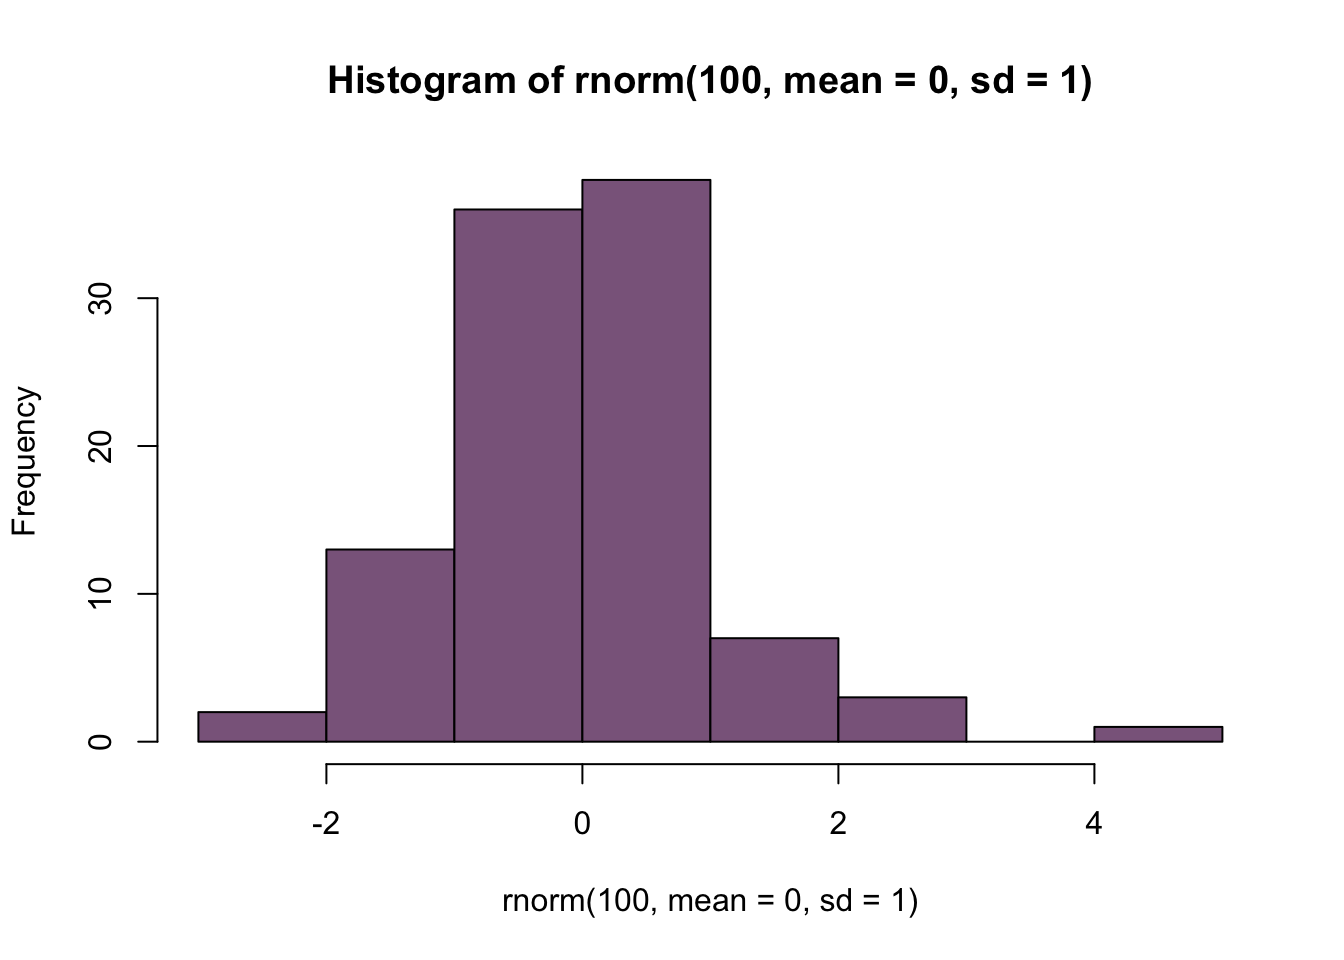 Histogram of rnorm(100, mean = 0, sd = 1)
Frequency
30
20
10
0
-2 0 2 4
rnorm(100, mean = 0, sd = 1)